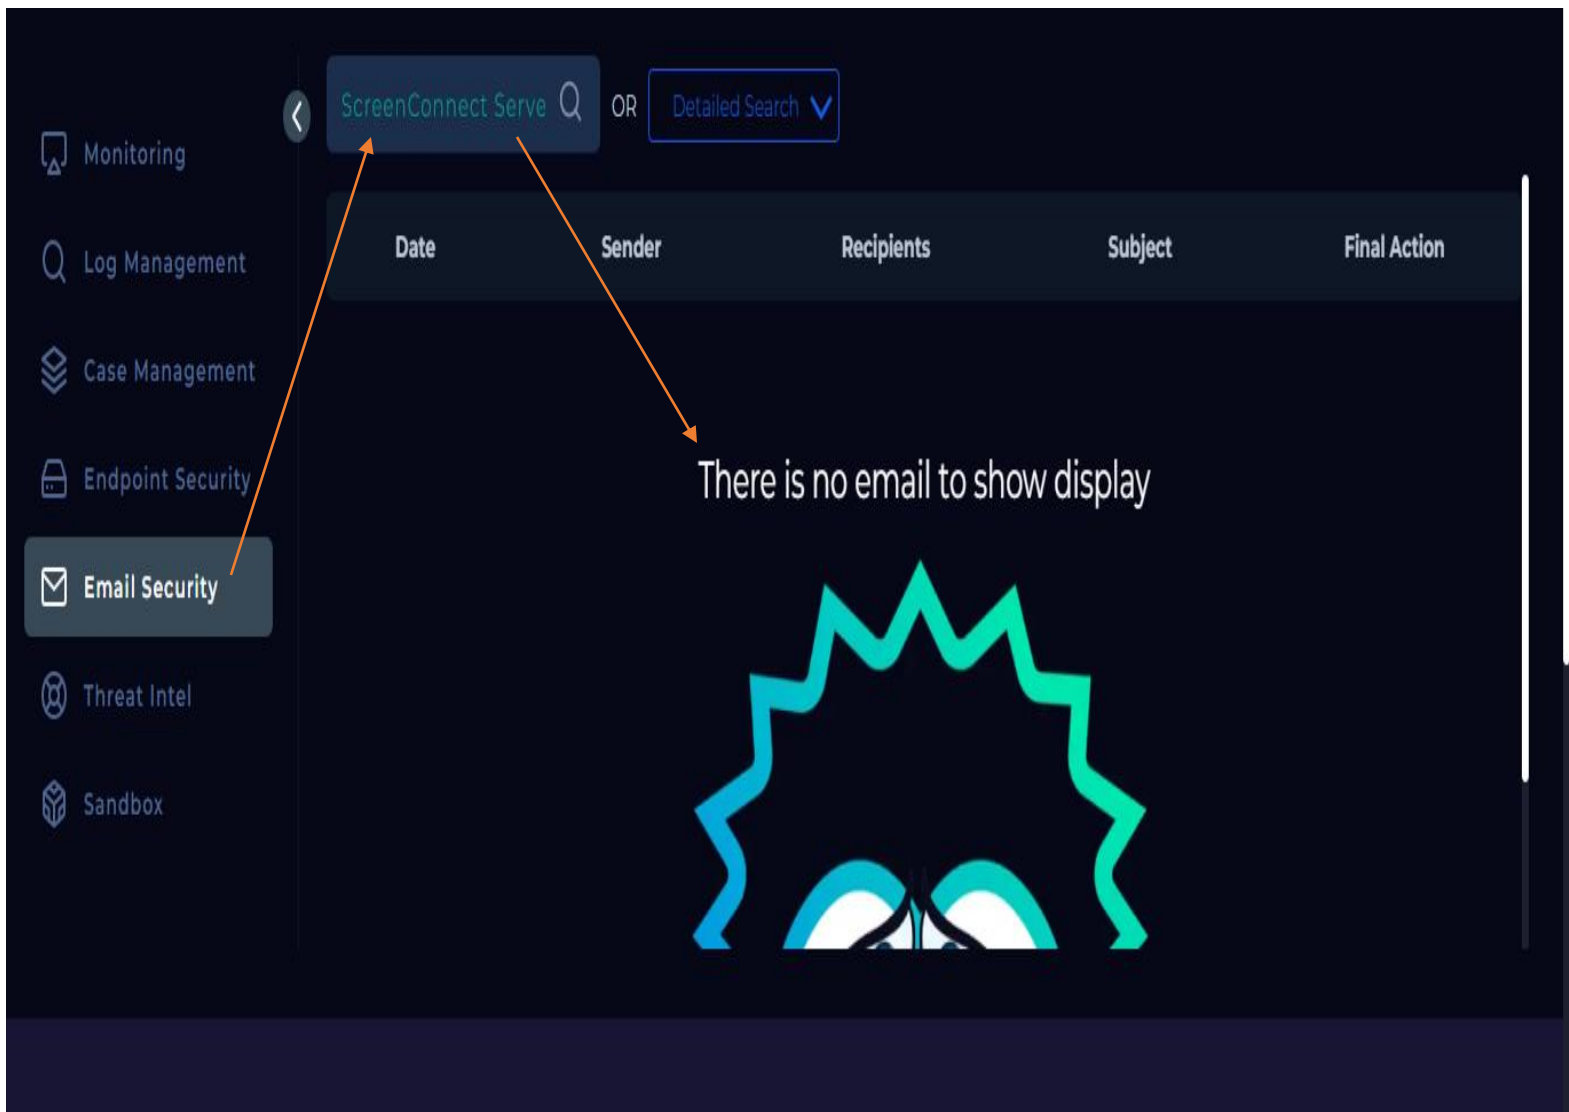 ScreenConnect Serve
OR
Detailed Search
Monitoring
Log Management
Case Management
Endpoint Security
Email Security
Threat Intel
Sandbox
Date Sender Recipients Subject Final Action
There is no email to show display